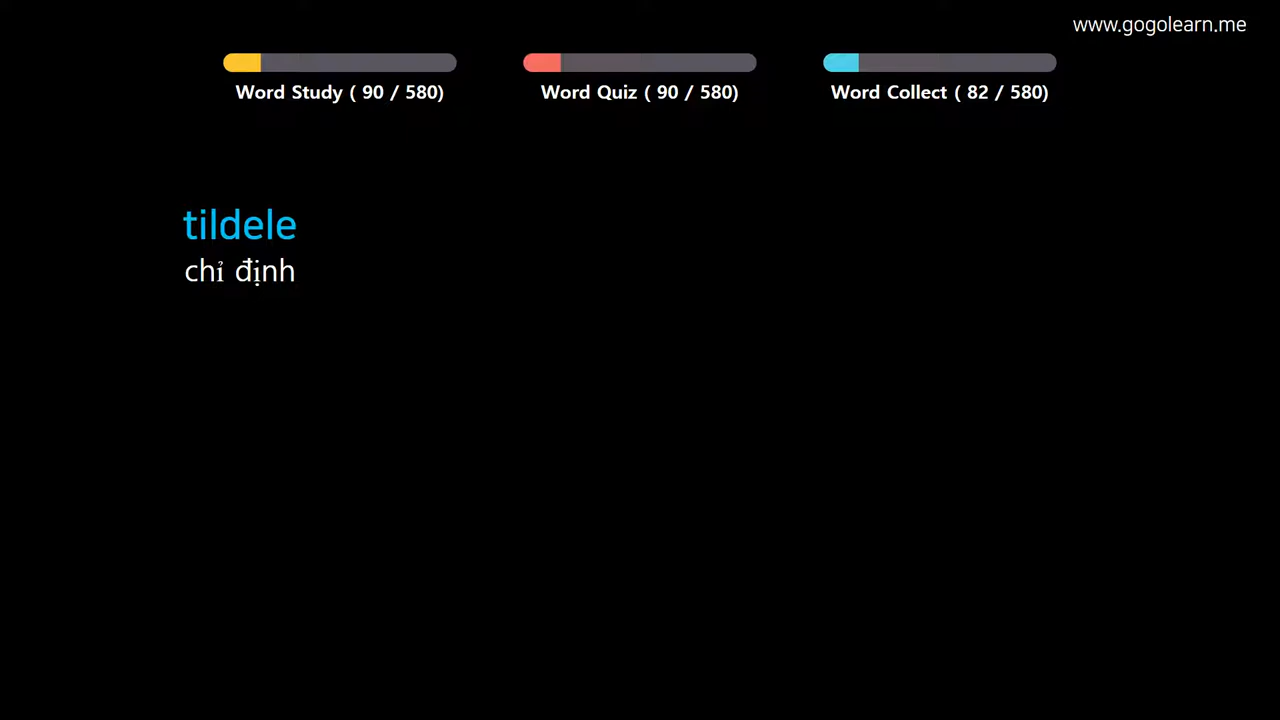 www.gogolearn.me
Word Study ( 90 / 580)
Word Quiz ( 90 / 580)
Word Collect ( 82 / 580)
tildele
chỉ định